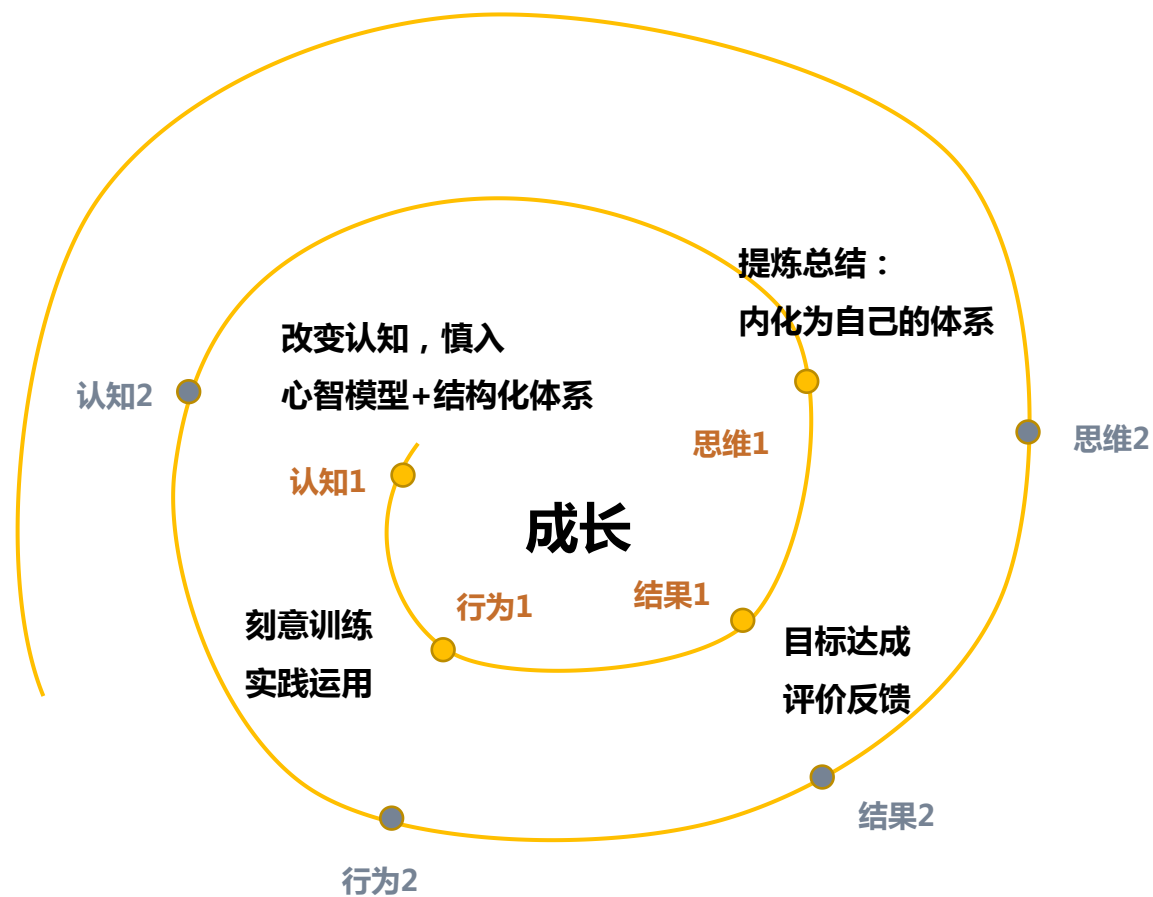 提炼总结：
内化为自己的体系
改变认知，慎入
心智模型+结构化体系
认知2
思维2
思维1
认知1
成长
行为1
结果1
刻意训练
实践运用
目标达成
评价反馈
结果2
行为2